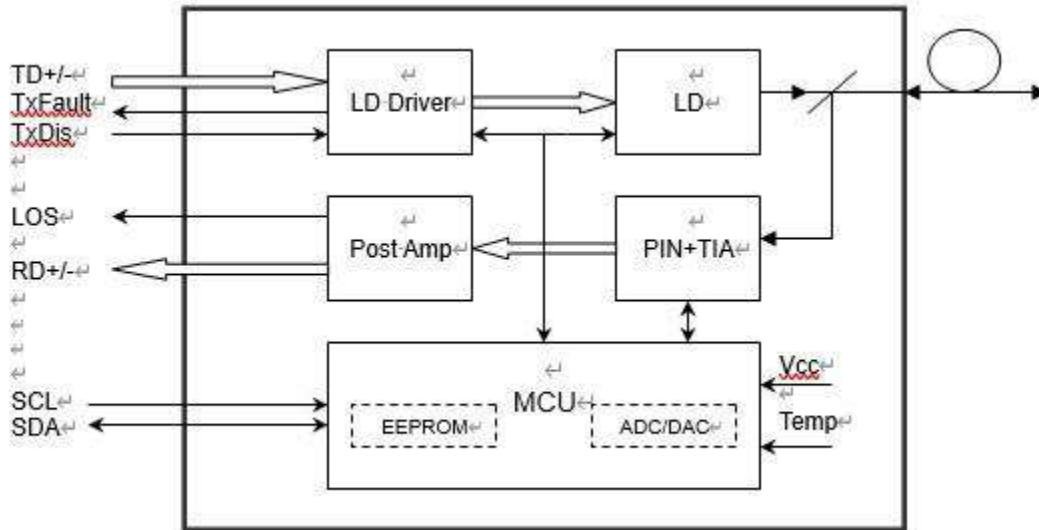 TD+/-
TxFault
TxDis
LOS
RD+/-
SCL
SDA
LD Driver
LD
Post Amp
PIN+TIA
MCU
EEPROM
ADC/DAC
Vcc
Temp